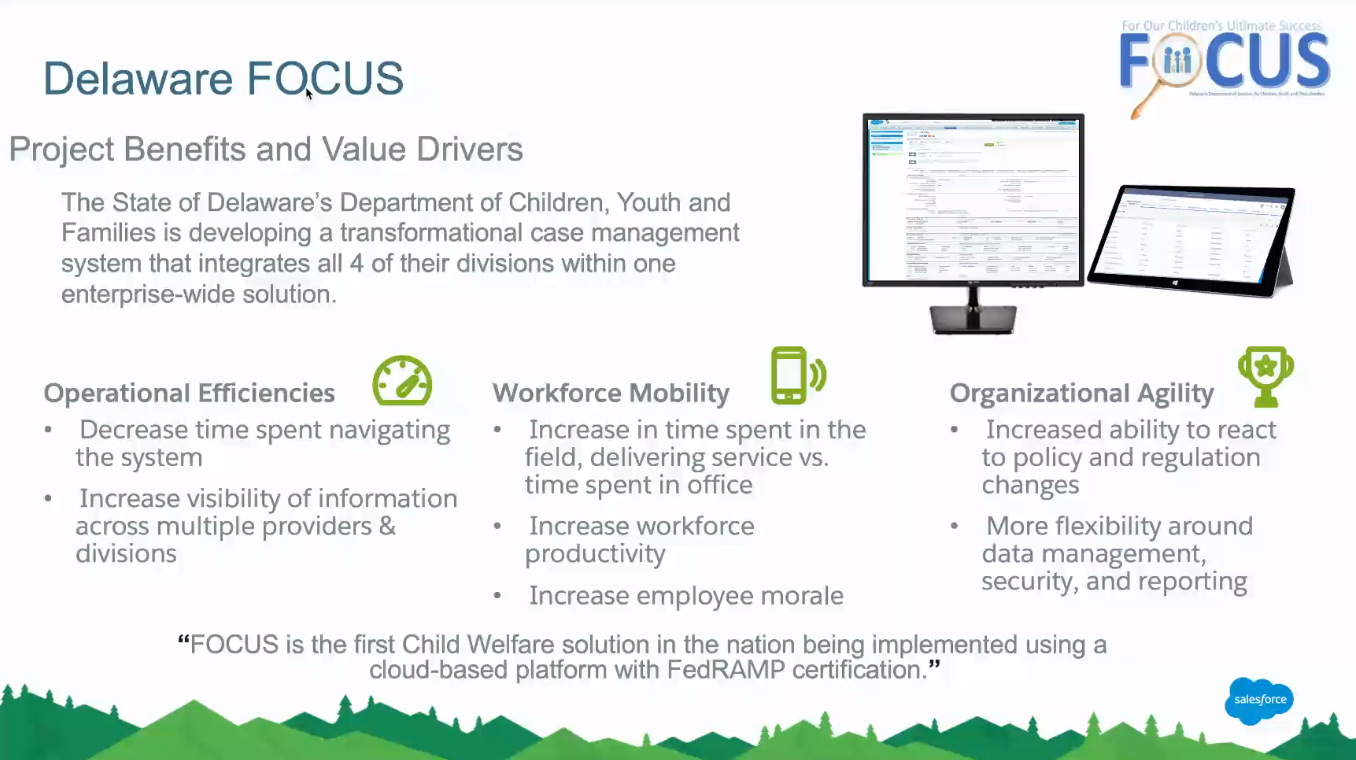 For Our Children's Ultimate Success
FOCUS
Delaware FOCUS
Project Benefits and Value Drivers
The State of Delaware's Department of Children, Youth and
Families is developing a transformational case management
system that integrates all 4 of their divisions within one
enterprise-wide solution.
Operational Efficiencies
• Decrease time spent navigating
the system
• Increase visibility of information
across multiple providers &
divisions
Workforce Mobility
• Increase in time spent in the
field, delivering service vs.
time spent in office
• Increase workforce
productivity
• Increase employee morale
Organizational Agility
• Increased ability to react
to policy and regulation
changes
• More flexibility around
data management,
security, and reporting
“FOCUS is the first Child Welfare solution in the nation being implemented using a
cloud-based platform with FedRAMP certification.”
salesforce